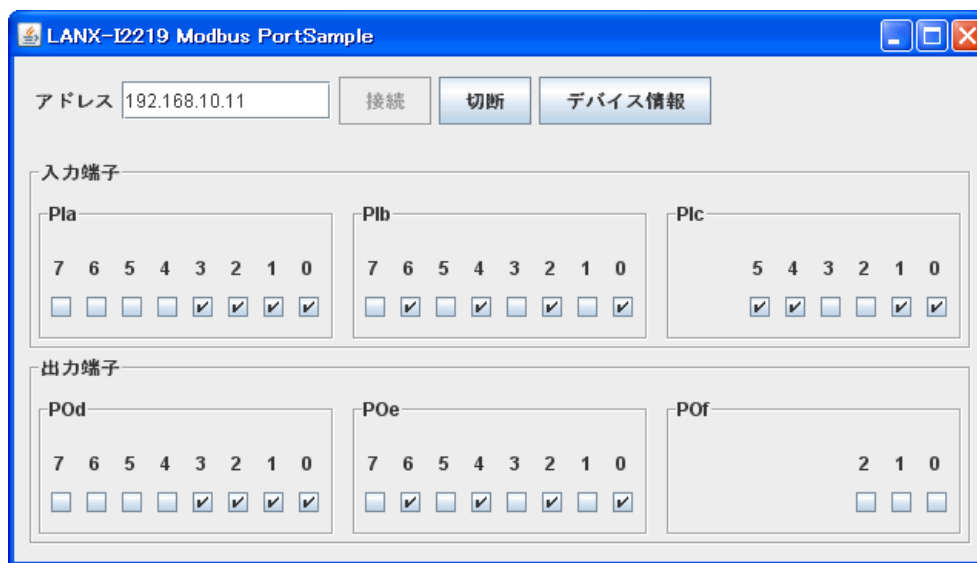 LANX-I2219 Modbus PortSample
アドレス 192.168.10.11 接続 切断 デバイス情報
入力端子
PIa PIb PIc
7 6 5 4 3 2 1 0 7 6 5 4 3 2 1 0 5 4 3 2 1 0
出力端子
POd POe POf
7 6 5 4 3 2 1 0 7 6 5 4 3 2 1 0 2 1 0